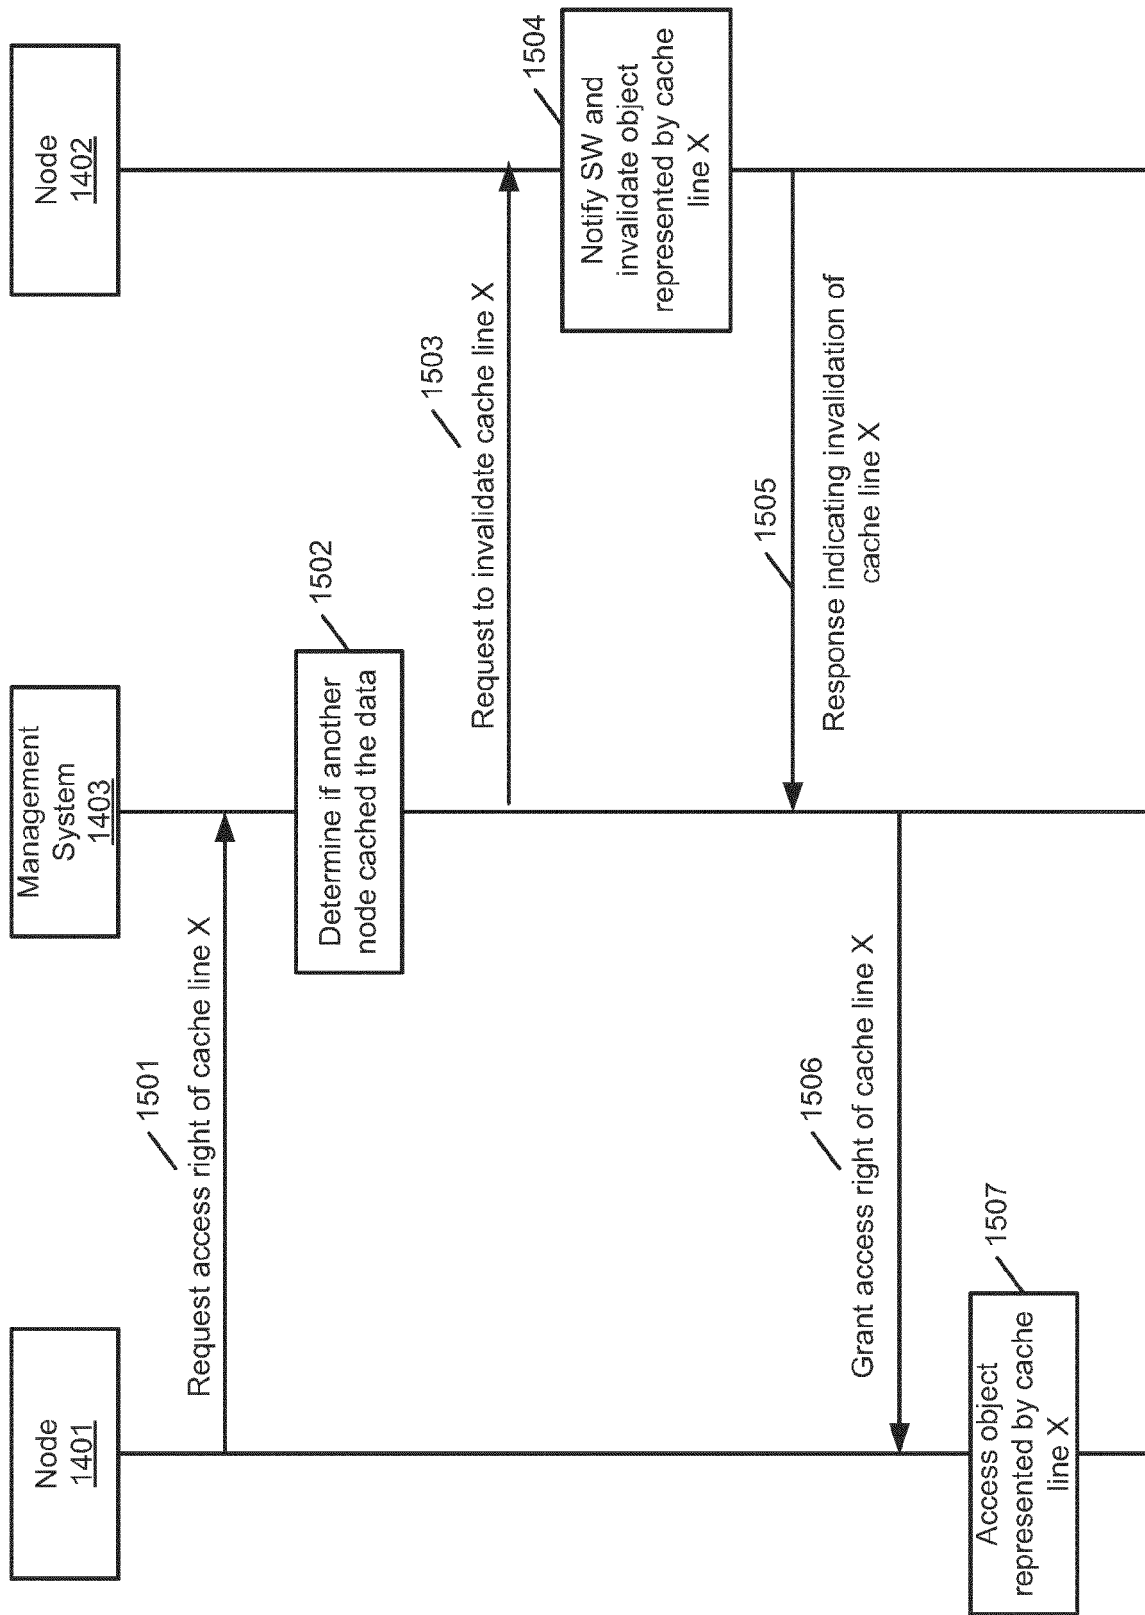 Node
1401
Management
System
1403
Node
1402
1501
Request access right of cache line X
1502
Determine if another
node cached the data
1503
Request to invalidate cache line X
1504
Notify SW and
invalidate object
represented by cache
line X
1505
Response indicating invalidation of
cache line X
1506
Grant access right of cache line X
1507
Access object
represented by cache
line X